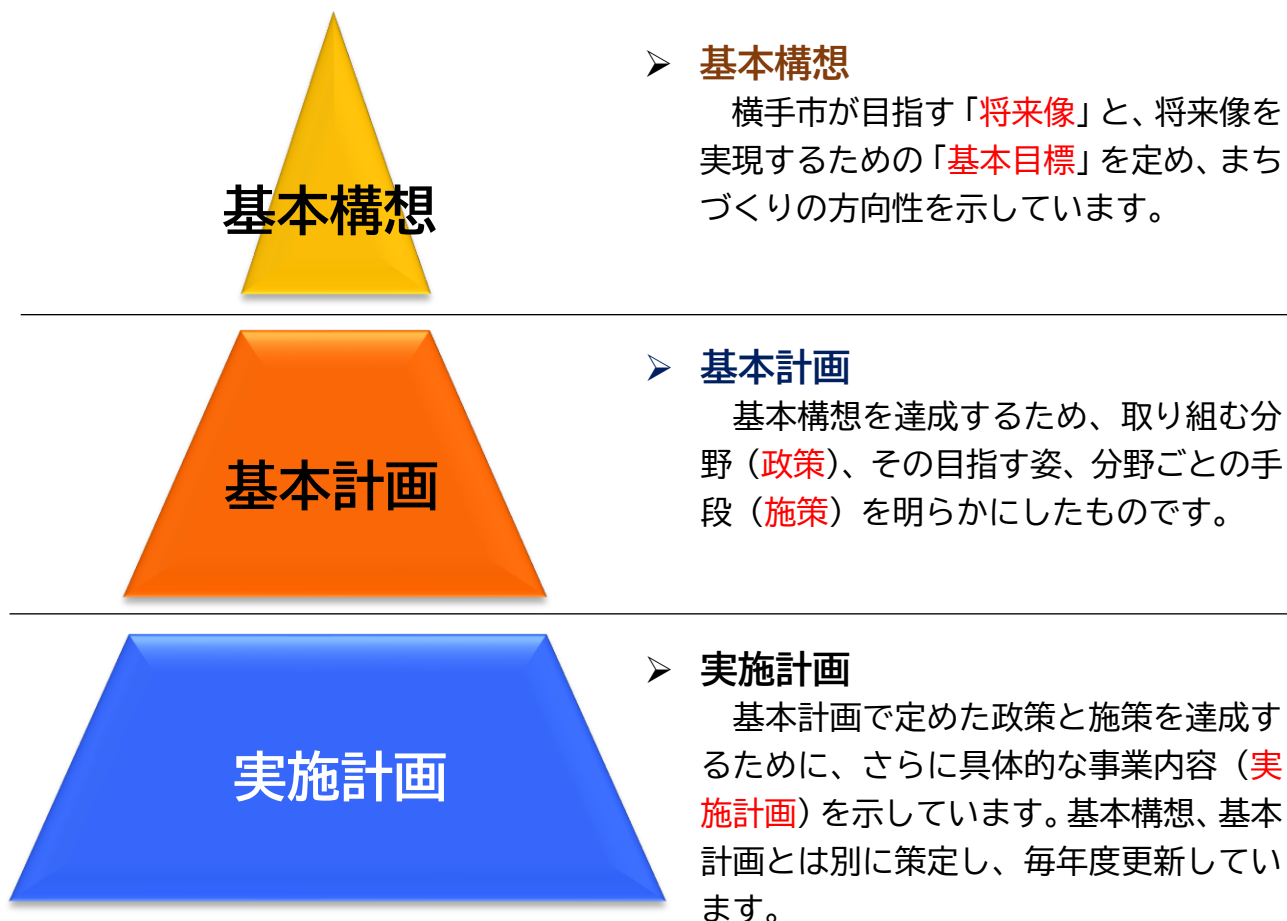 基本構想
➢ 基本構想
横手市が目指す「将来像」と、将来像を
実現するための「基本目標」を定め、まち
づくりの方向性を示しています。
基本計画
➢ 基本計画
基本構想を達成するため、取り組む分
野（政策）、その目指す姿、分野ごとの手
段（施策）を明らかにしたものです。
実施計画
➢ 実施計画
基本計画で定めた政策と施策を達成す
るために、さらに具体的な事業内容（実
施計画）を示しています。基本構想、基本
計画とは別に策定し、毎年度更新してい
ます。